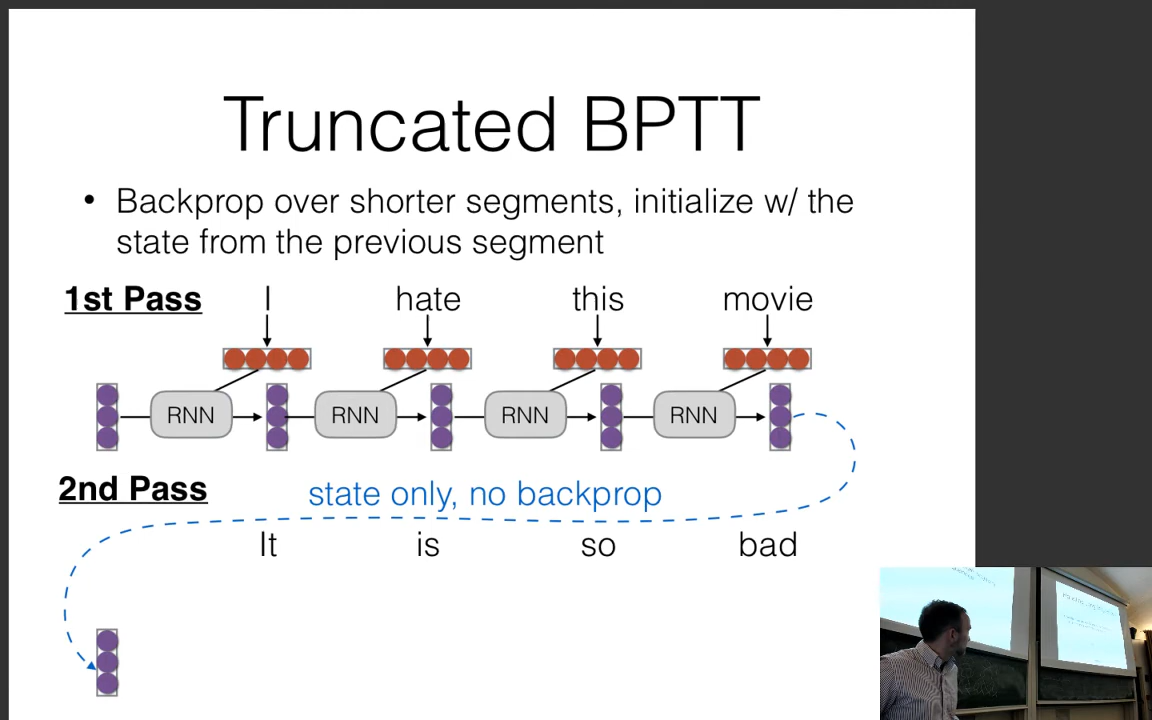 Truncated BPTT
• Backprop over shorter segments, initialize w/ the
state from the previous segment
1st Pass I hate this movie
RNN RNN RNN RNN
2nd Pass state only, no backprop
It is so bad